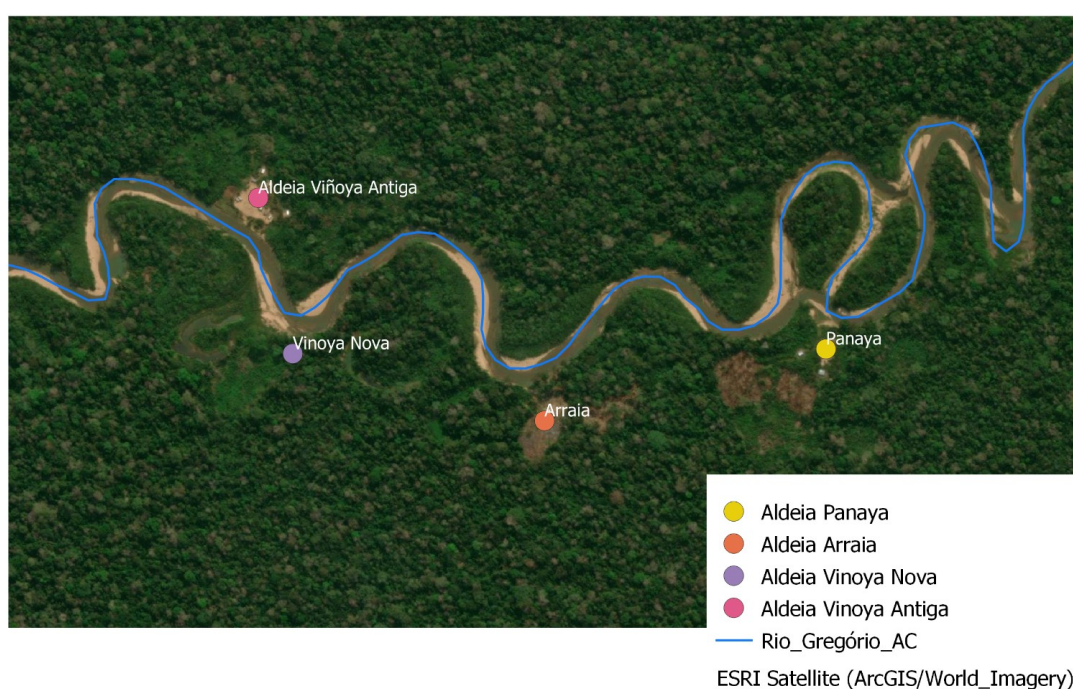 Aldeia Viñoya Antiga
Vinoya Nova
Panaya
Arraia
Aldeia Panaya
Aldeia Arraia
Aldeia Vinoya Nova
Aldeia Vinoya Antiga
Rio_Gregório_AC
ESRI Satellite (ArcGIS/World_Imagery)